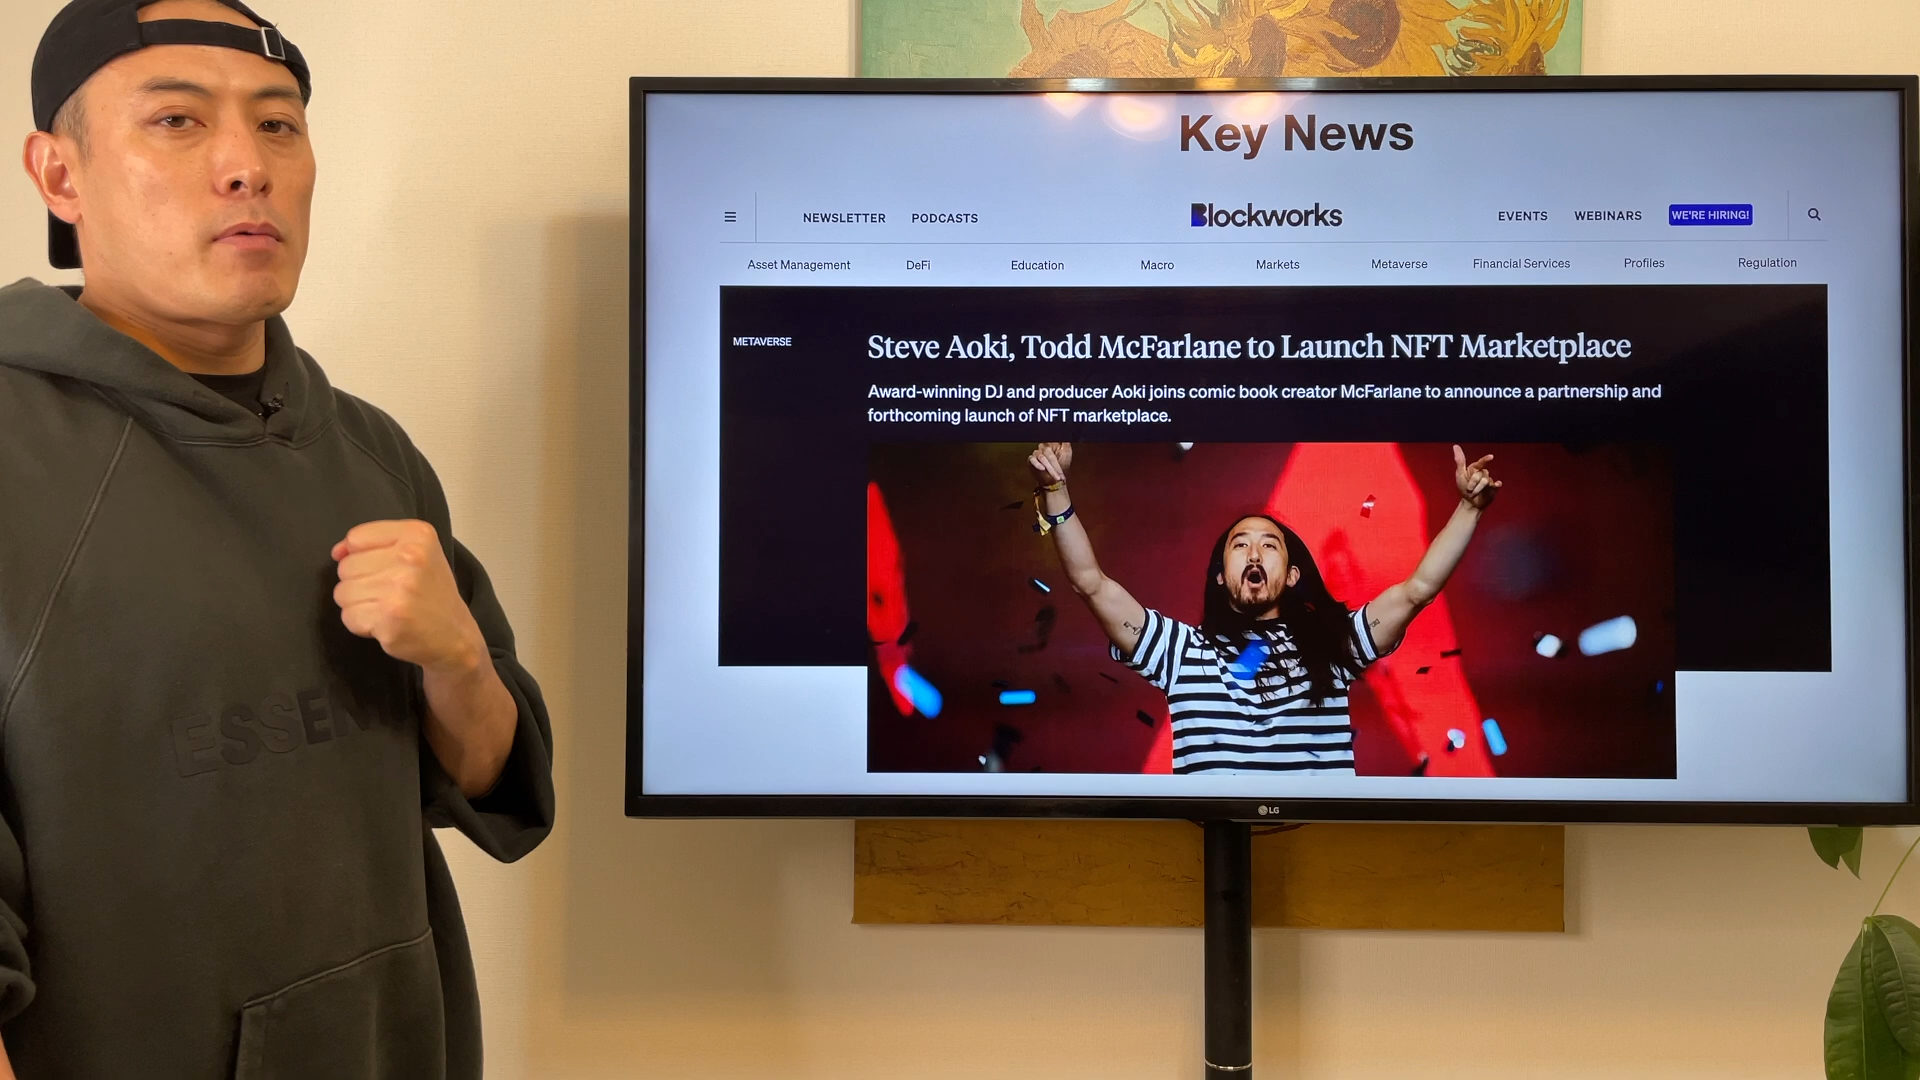 Key News
NEWSLETTER PODCASTS Blockworks EVENTS WEBINARS WE'RE HIRING!
Asset Management DeFi Education Macro Markets Metaverse Financial Services Profiles Regulation
METAVERSE
Steve Aoki, Todd McFarlane to Launch NFT Marketplace
Award-winning DJ and producer Aoki joins comic book creator McFarlane to announce a partnership and
forthcoming launch of NFT marketplace.
ESSEN
LG